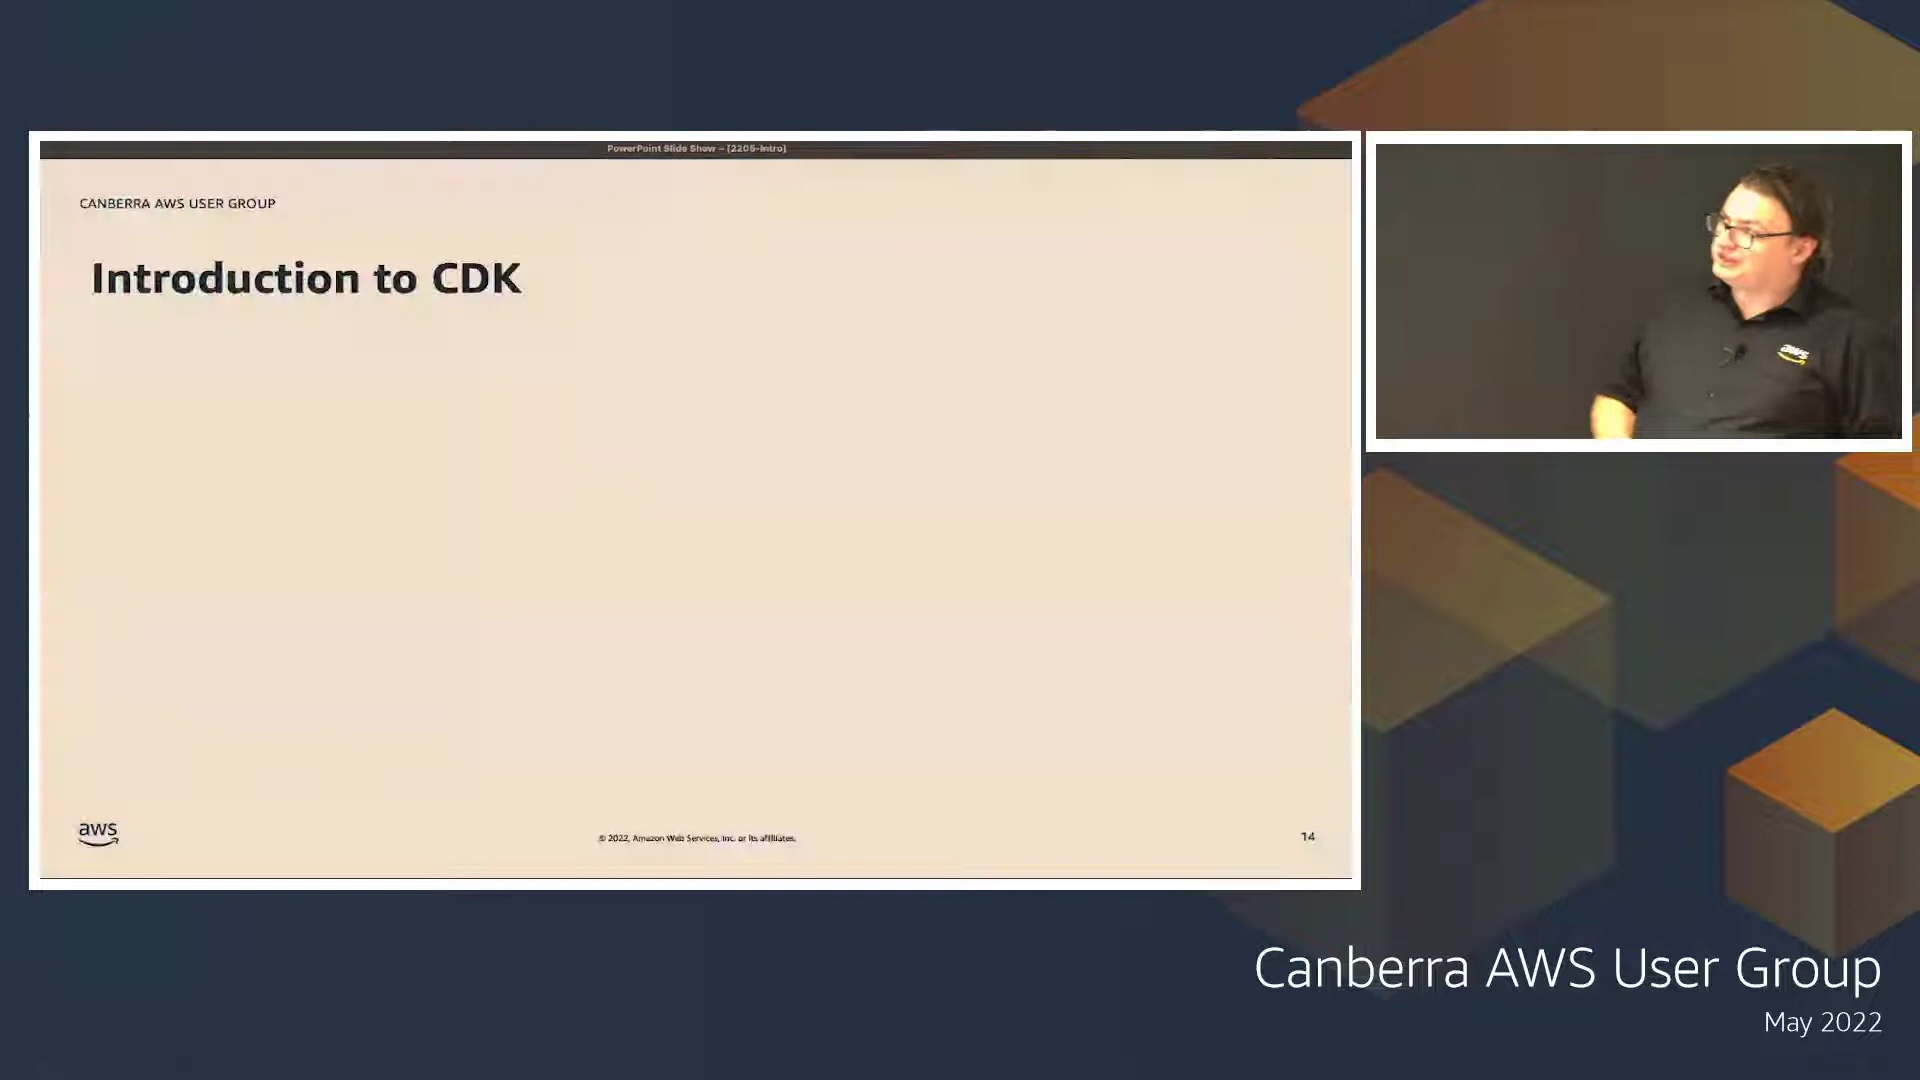 PowerPoint Slide Show – [2205-Intro]
CANBERRA AWS USER GROUP
Introduction to CDK
aws
© 2022, Amazon Web Services, Inc. or its affiliates.
14
aws
Canberra AWS User Group
May 2022